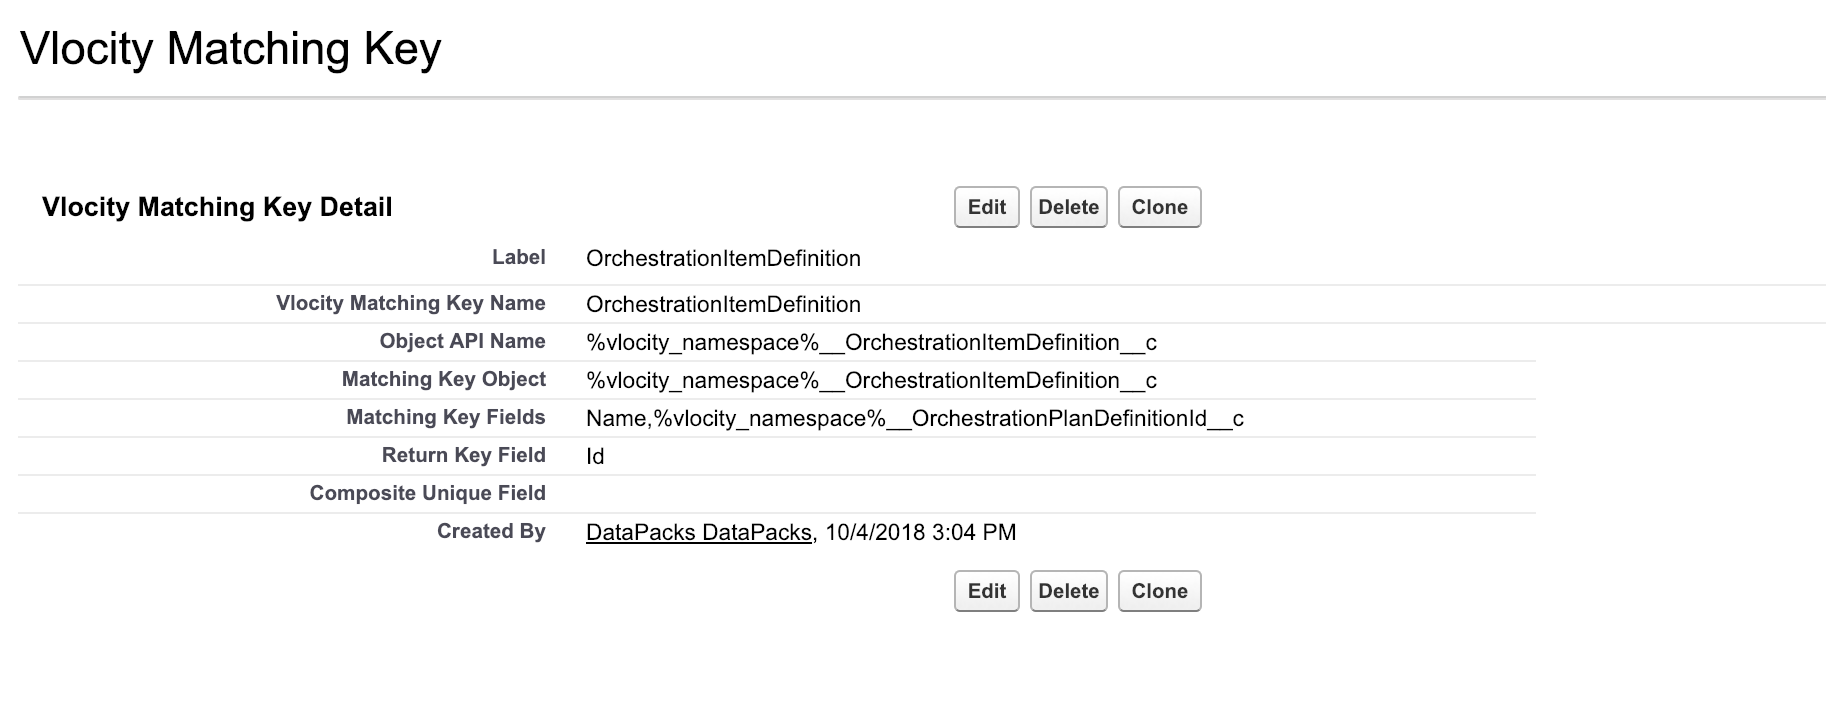 Vlocity Matching Key
Vlocity Matching Key Detail Edit Delete Clone
Label OrchestrationItemDefinition
Vlocity Matching Key Name OrchestrationItemDefinition
Object API Name %vlocity_namespace%__OrchestrationItemDefinition__c
Matching Key Object %vlocity_namespace%__OrchestrationItemDefinition__c
Matching Key Fields Name,%vlocity_namespace%__OrchestrationPlanDefinitionId__c
Return Key Field Id
Composite Unique Field
Created By DataPacks DataPacks, 10/4/2018 3:04 PM
Edit Delete Clone